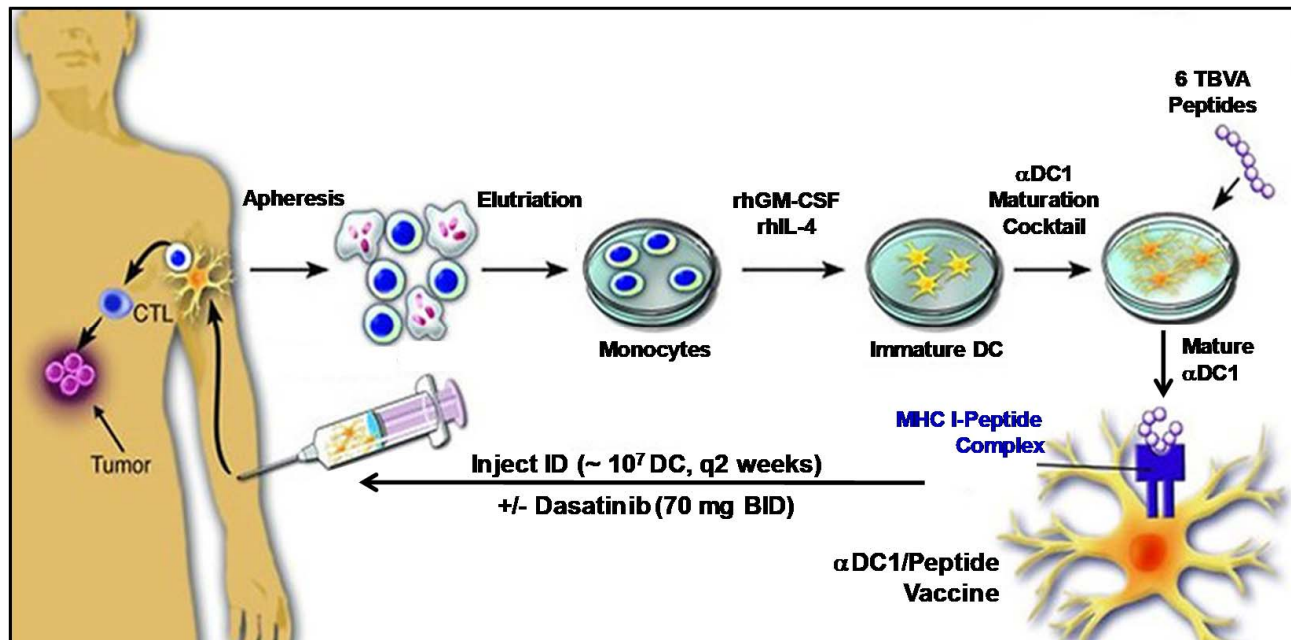 6 TBVA
Peptides
Apheresis
Elutriation
rhGM-CSF
rhIL-4
αDC1
Maturation
Cocktail
CTL
Monocytes
Immature DC
Mature
αDC1
Tumor
MHC I-Peptide
Complex
Inject ID (~ 10⁷ DC, q2 weeks)
+/- Dasatinib (70 mg BID)
αDC1/Peptide
Vaccine